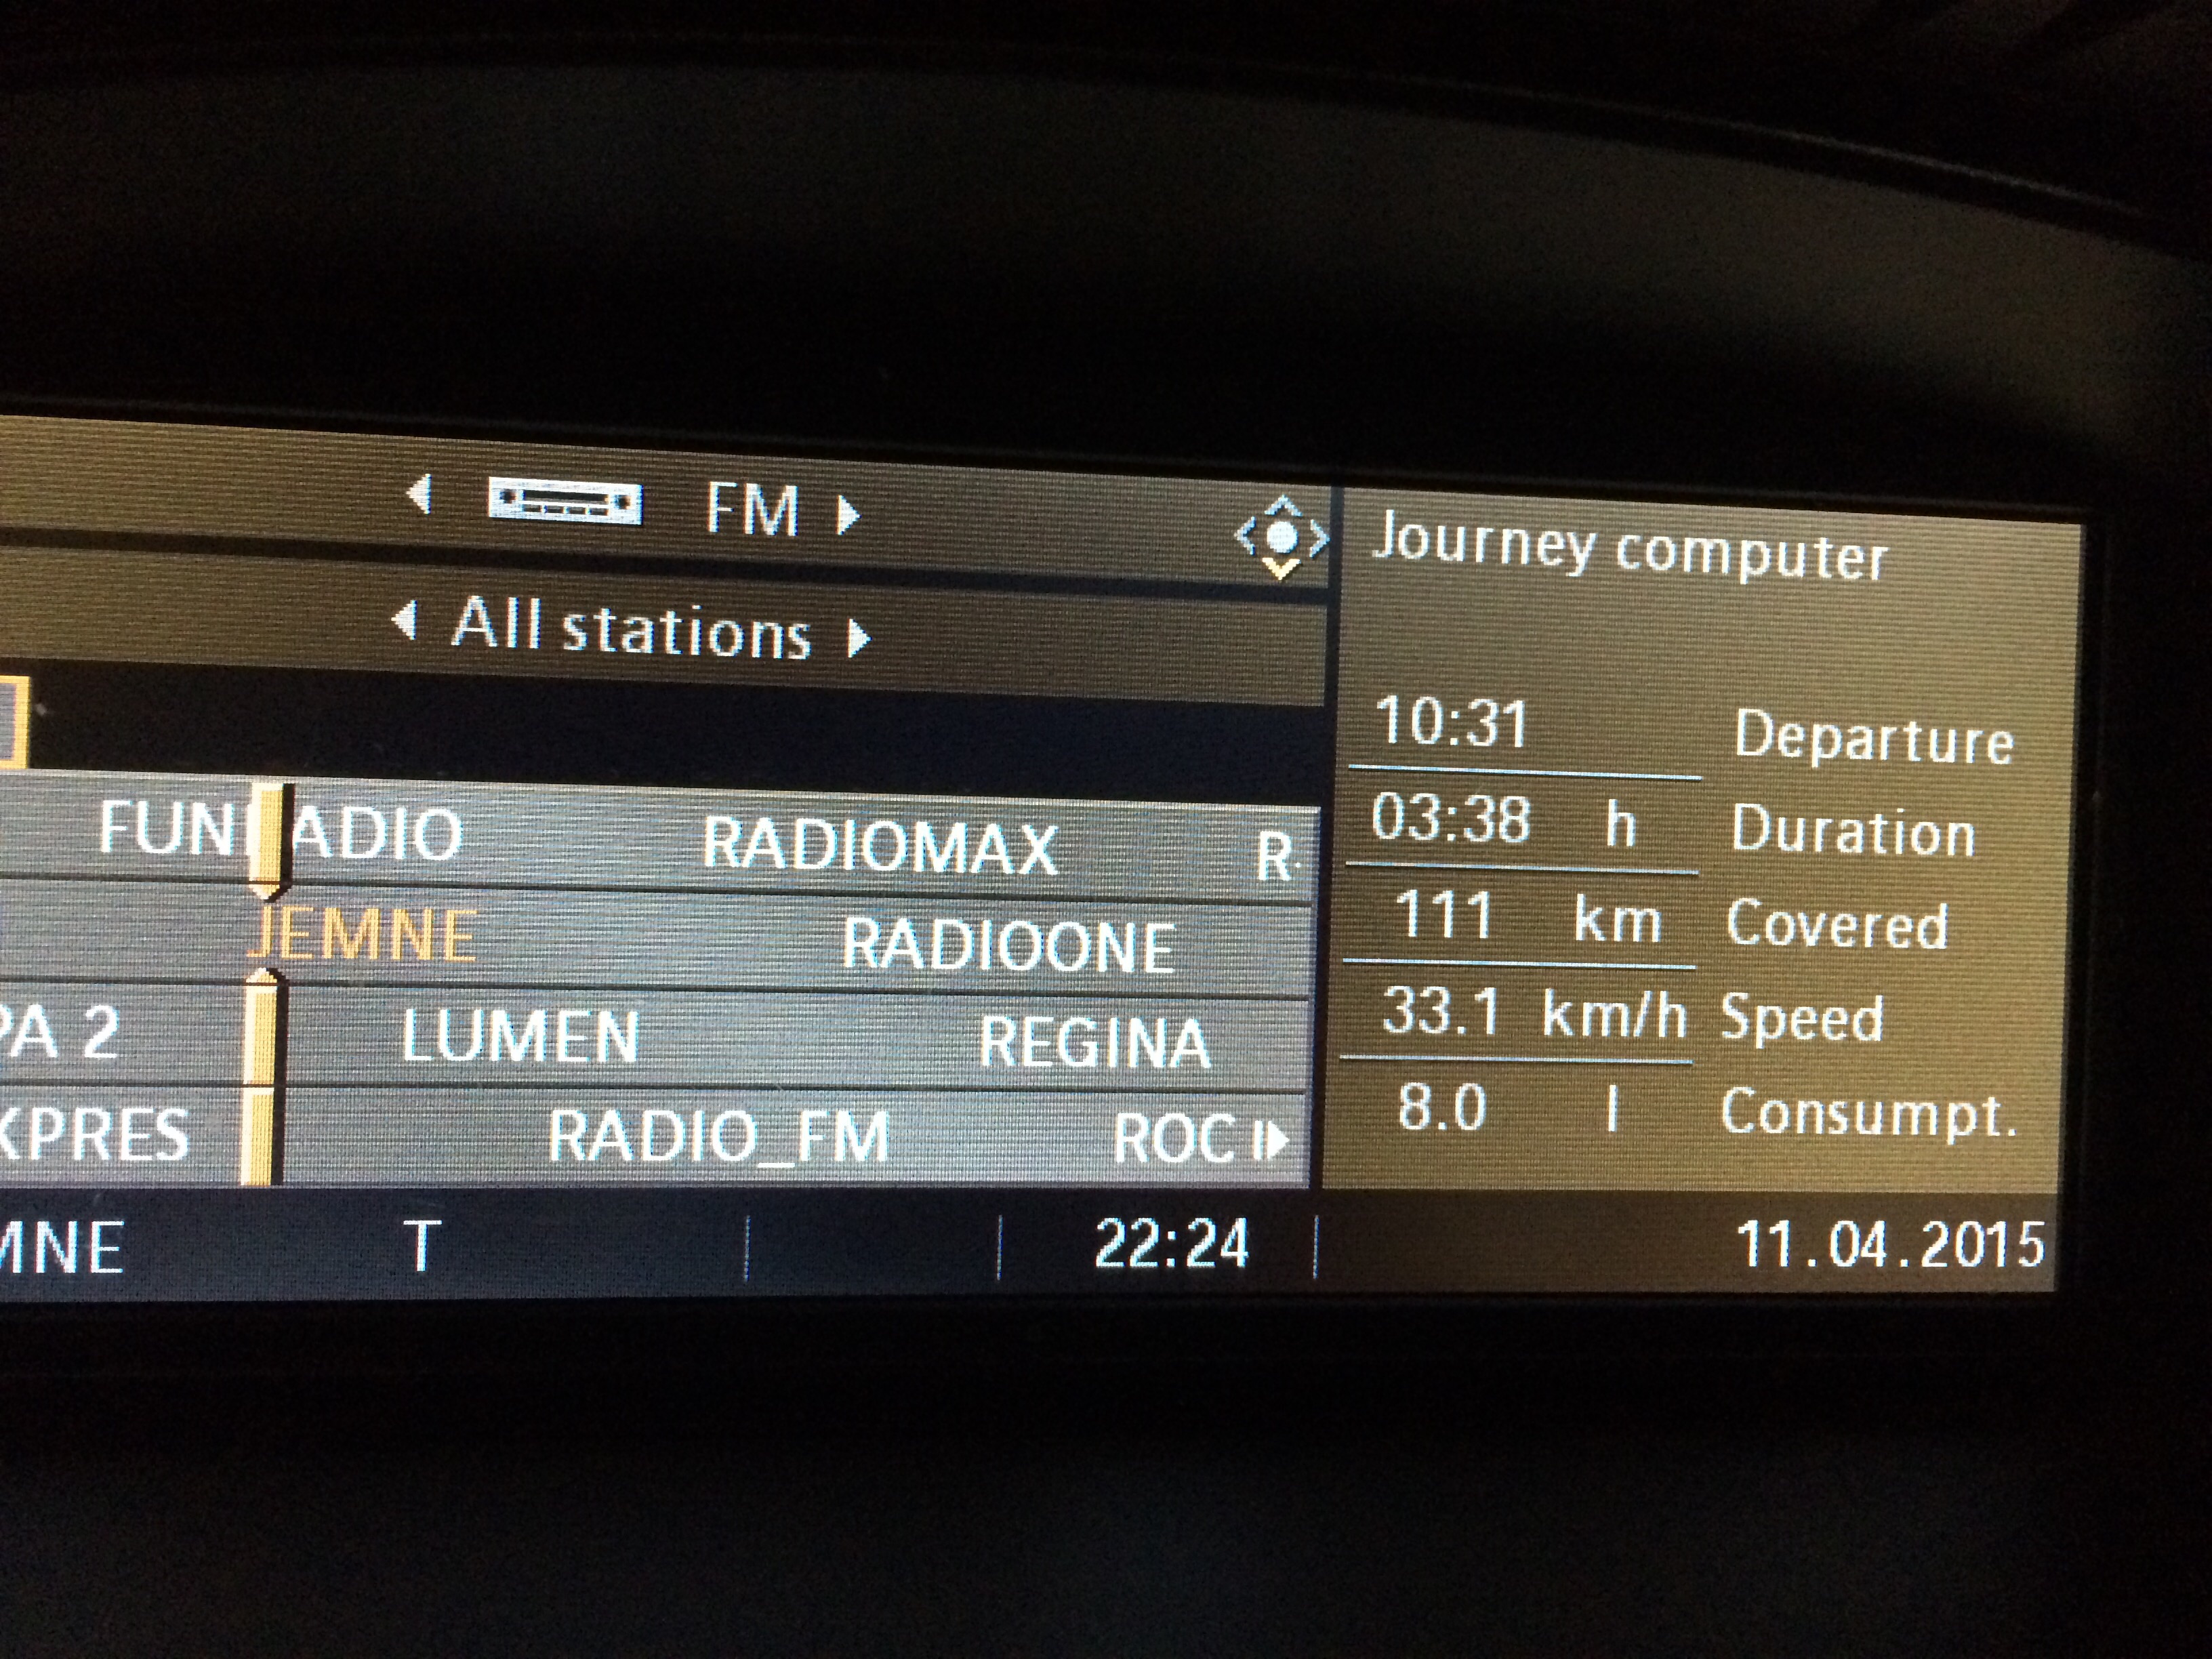 FM
All stations
FUN ADIO RADIOMAX R
JEMNE RADIOONE
PA 2 LUMEN REGINA
XPRES RADIO_FM ROC
MNE T 22:24
Journey computer
10:31 Departure
03:38 h Duration
111 km Covered
33.1 km/h Speed
8.0 l Consumpt.
11.04.2015